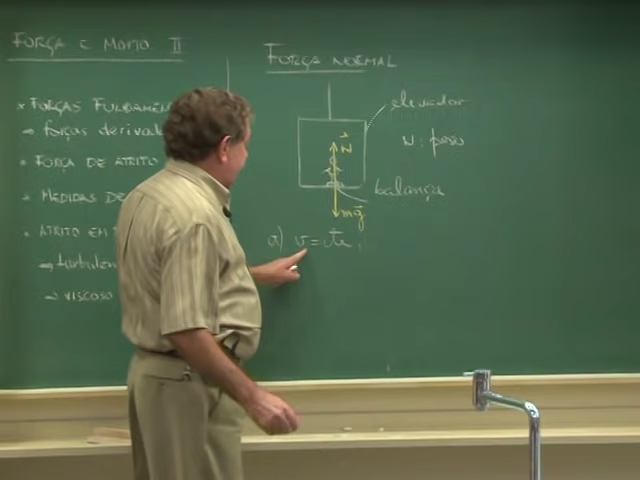 FORÇA E MOVTO II
* FORÇAS FUNDAMEN
⇒ forças deriva
* FORÇA DE ATRITO
* MEDIDAS DE
* ATRITO EM
⇒ turbulen
⇒ viscoso
FORÇA NORMAL
elevador
N: peso
N
balança
mg
a) v = cte